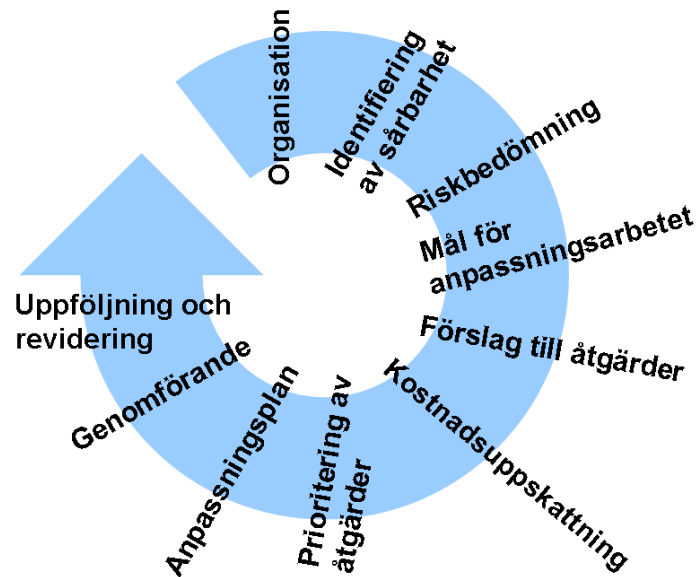 Organisation
Identifiering
av sårbarhet
Riskbedömning
Mål för
anpassningsarbetet
Förslag till åtgärder
Kostnadsuppskattning
Prioritering av
åtgärder
Anpassningsplan
Genomförande
Uppföljning och
revidering